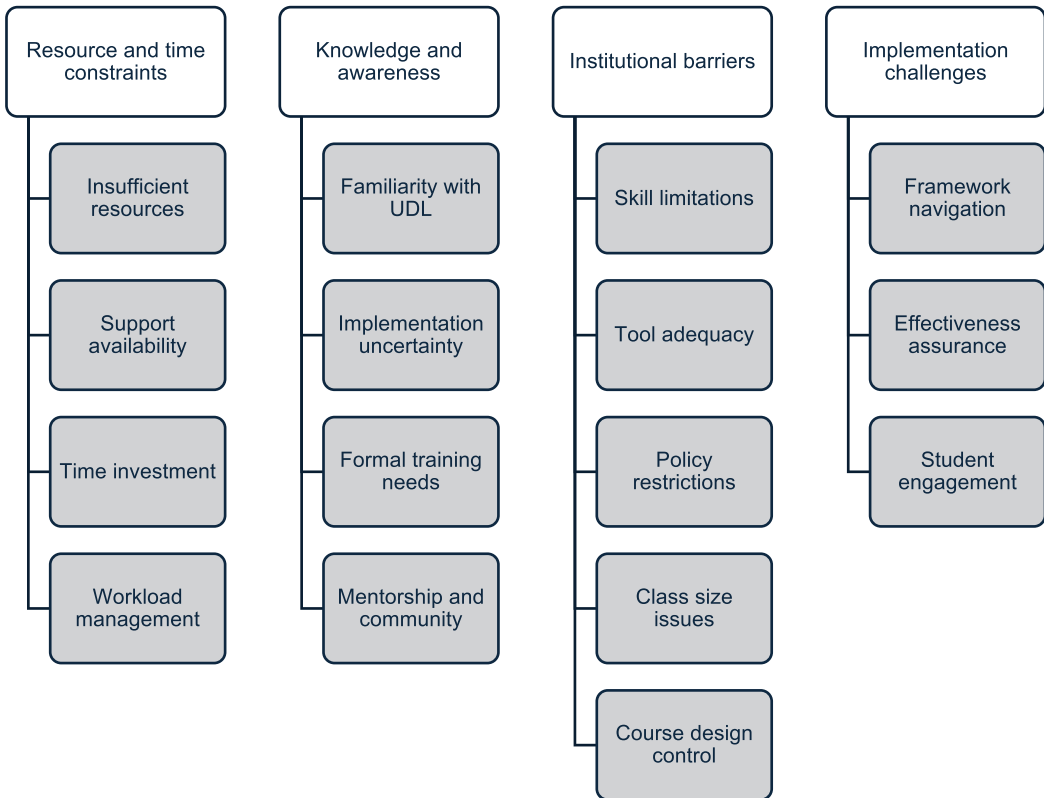 Resource and time
constraints
Insufficient
resources
Support
availability
Time investment
Workload
management
Knowledge and
awareness
Familiarity with
UDL
Implementation
uncertainty
Formal training
needs
Mentorship and
community
Institutional barriers
Skill limitations
Tool adequacy
Policy
restrictions
Class size
issues
Course design
control
Implementation
challenges
Framework
navigation
Effectiveness
assurance
Student
engagement